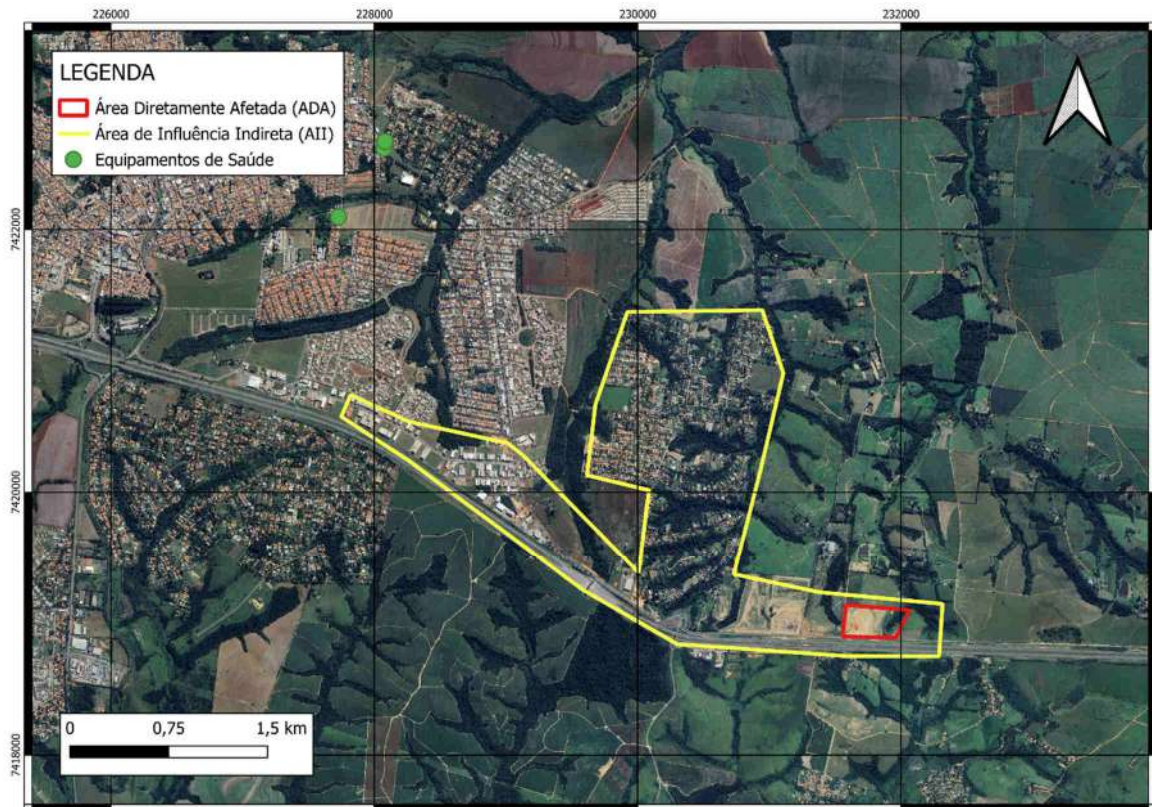 226000 228000 230000 232000
LEGENDA
Área Diretamente Afetada (ADA)
Área de Influência Indireta (AII)
Equipamentos de Saúde
7422000
7420000
7418000
0 0,75 1,5 km